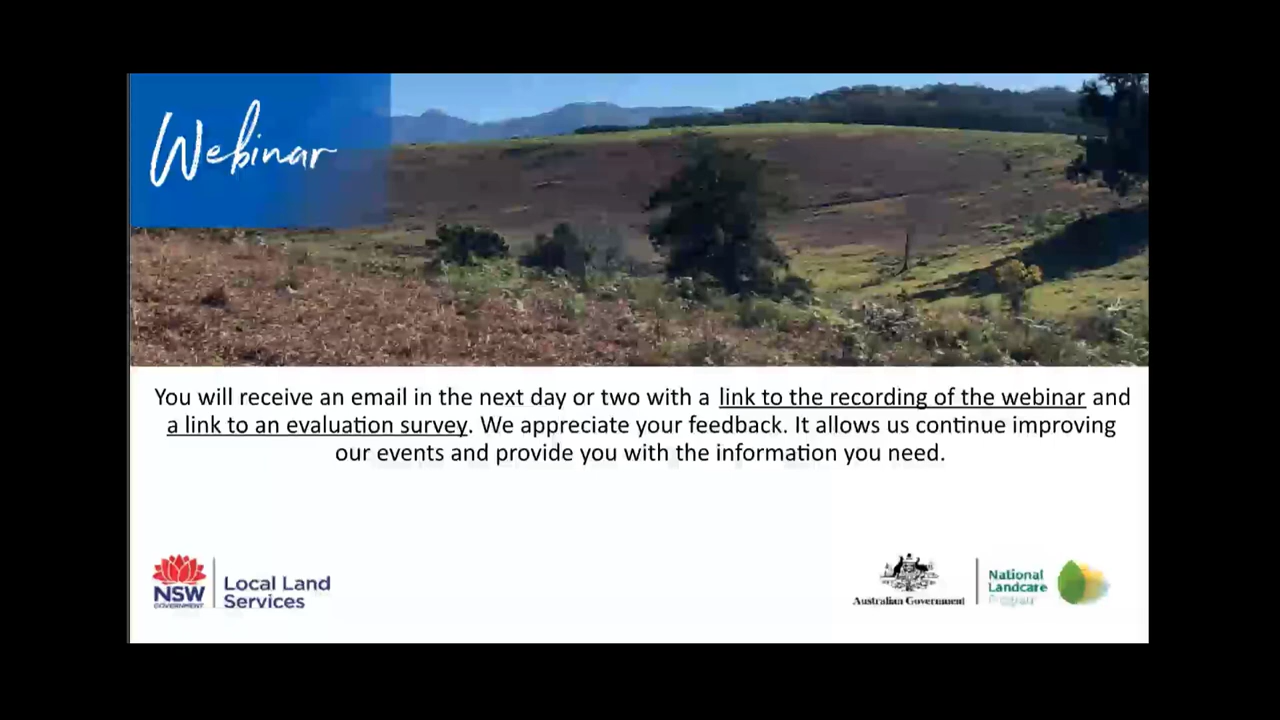 Webinar
You will receive an email in the next day or two with a link to the recording of the webinar and
a link to an evaluation survey. We appreciate your feedback. It allows us continue improving
our events and provide you with the information you need.
NSW
GOVERNMENT
Local Land
Services
Australian Government
National
Landcare
Program